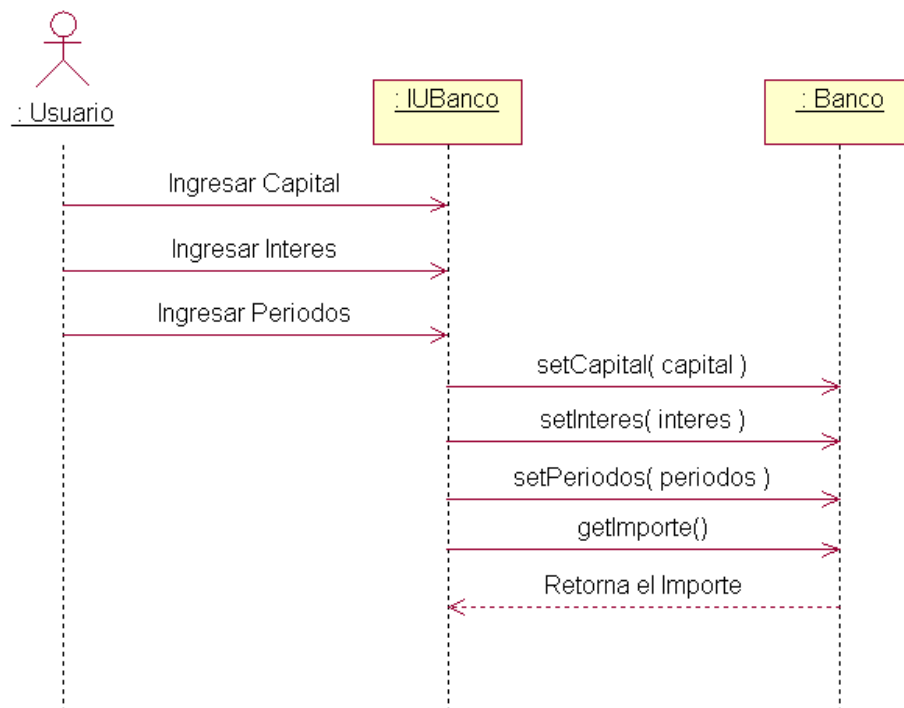 : Usuario
: IUBanco
: Banco
Ingresar Capital
Ingresar Interes
Ingresar Periodos
setCapital( capital )
setInteres( interes )
setPeriodos( periodos )
getImporte()
Retorna el Importe